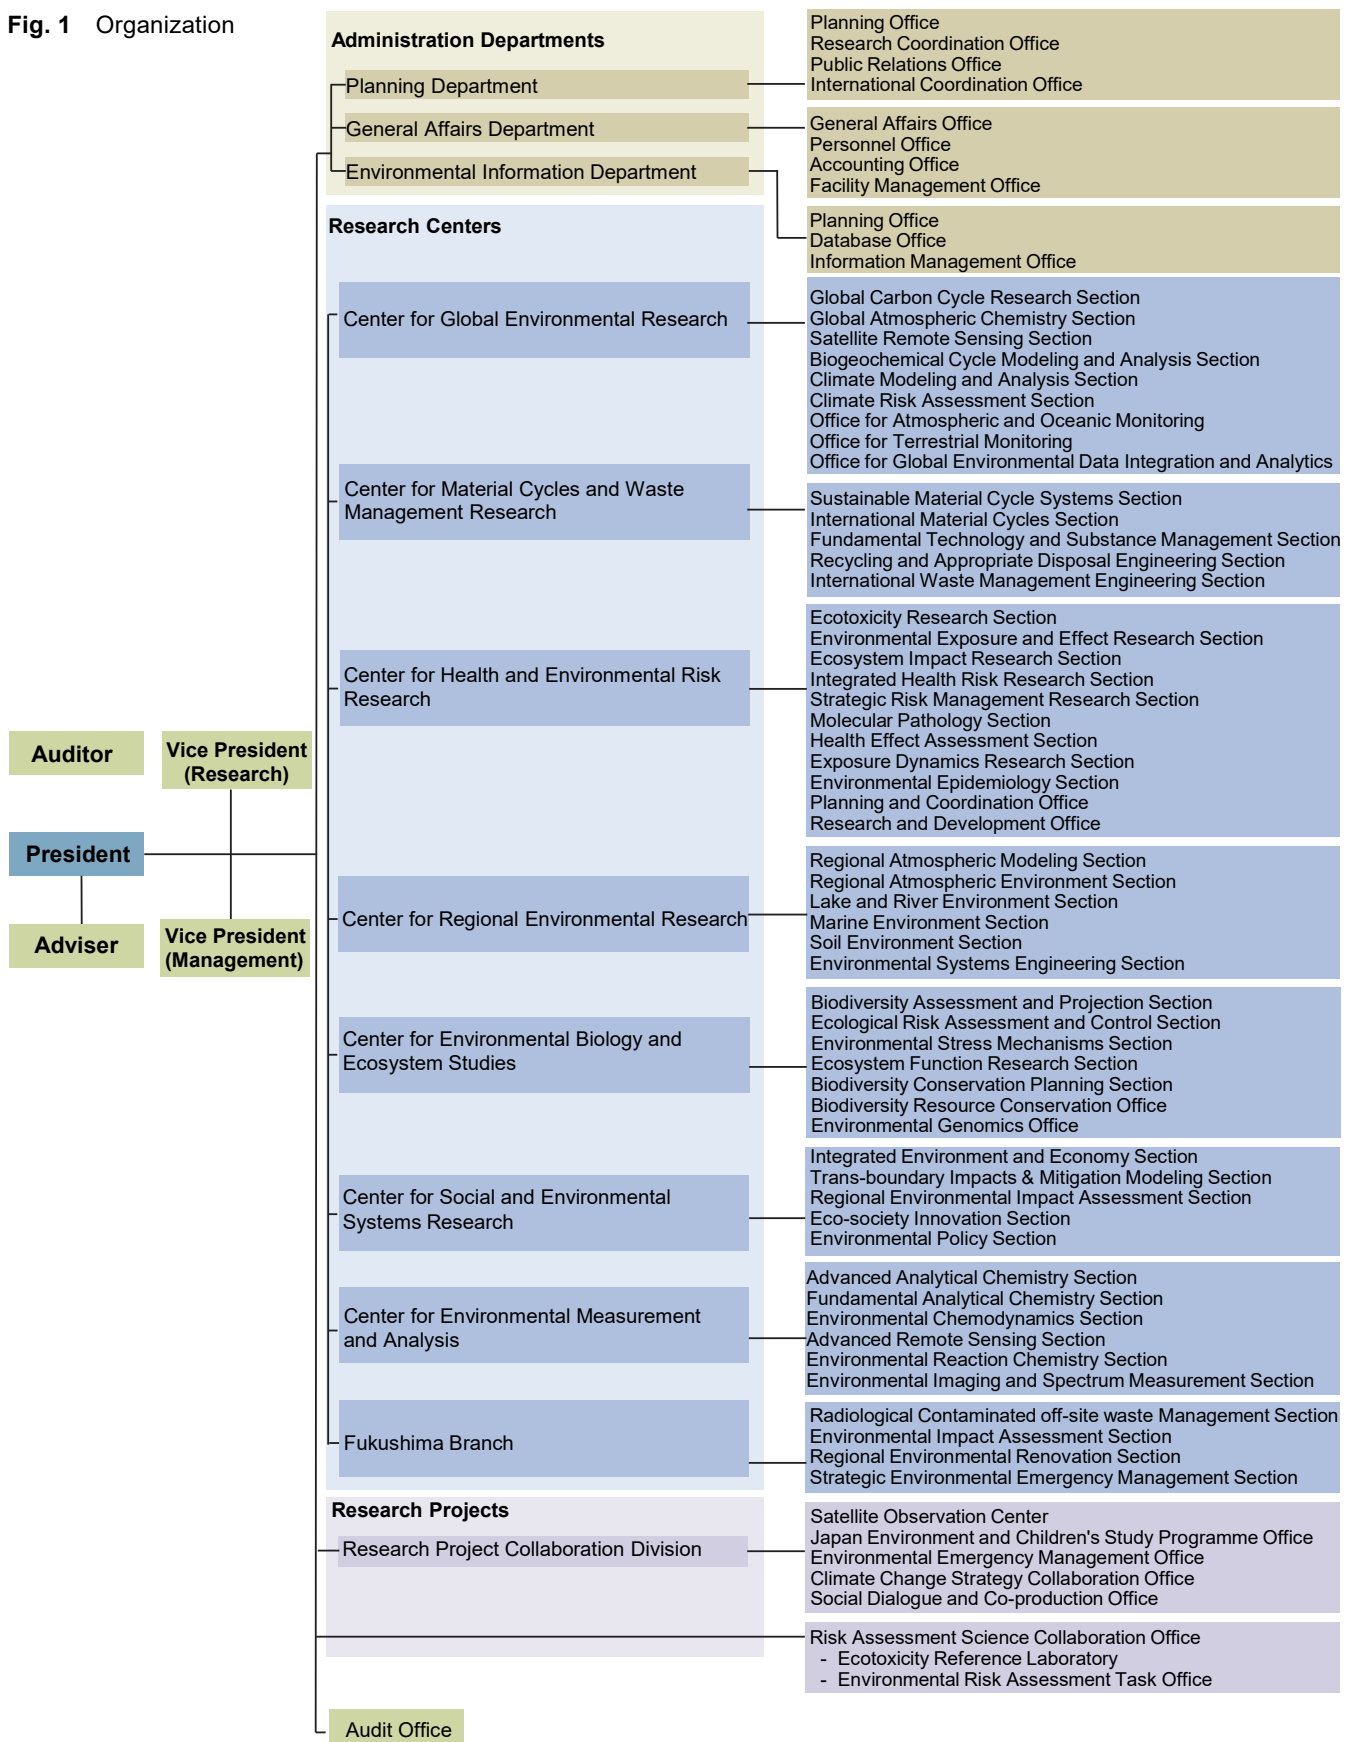 Fig. 1 Organization
Administration Departments
Planning Department
General Affairs Department
Environmental Information Department
Planning Office
Research Coordination Office
Public Relations Office
International Coordination Office
General Affairs Office
Personnel Office
Accounting Office
Facility Management Office
Planning Office
Database Office
Information Management Office
Research Centers
Center for Global Environmental Research
Global Carbon Cycle Research Section
Global Atmospheric Chemistry Section
Satellite Remote Sensing Section
Biogeochemical Cycle Modeling and Analysis Section
Climate Modeling and Analysis Section
Climate Risk Assessment Section
Office for Atmospheric and Oceanic Monitoring
Office for Terrestrial Monitoring
Office for Global Environmental Data Integration and Analytics
Center for Material Cycles and Waste
Management Research
Sustainable Material Cycle Systems Section
International Material Cycles Section
Fundamental Technology and Substance Management Section
Recycling and Appropriate Disposal Engineering Section
International Waste Management Engineering Section
Center for Health and Environmental Risk
Research
Ecotoxicity Research Section
Environmental Exposure and Effect Research Section
Ecosystem Impact Research Section
Integrated Health Risk Research Section
Strategic Risk Management Research Section
Molecular Pathology Section
Health Effect Assessment Section
Exposure Dynamics Research Section
Environmental Epidemiology Section
Planning and Coordination Office
Research and Development Office
Auditor
Vice President
(Research)
President
Adviser
Vice President
(Management)
Center for Regional Environmental Research
Regional Atmospheric Modeling Section
Regional Atmospheric Environment Section
Lake and River Environment Section
Marine Environment Section
Soil Environment Section
Environmental Systems Engineering Section
Center for Environmental Biology and
Ecosystem Studies
Biodiversity Assessment and Projection Section
Ecological Risk Assessment and Control Section
Environmental Stress Mechanisms Section
Ecosystem Function Research Section
Biodiversity Conservation Planning Section
Biodiversity Resource Conservation Office
Environmental Genomics Office
Center for Social and Environmental
Systems Research
Integrated Environment and Economy Section
Trans-boundary Impacts & Mitigation Modeling Section
Regional Environmental Impact Assessment Section
Eco-society Innovation Section
Environmental Policy Section
Center for Environmental Measurement
and Analysis
Advanced Analytical Chemistry Section
Fundamental Analytical Chemistry Section
Environmental Chemodynamics Section
Advanced Remote Sensing Section
Environmental Reaction Chemistry Section
Environmental Imaging and Spectrum Measurement Section
Fukushima Branch
Radiological Contaminated off-site waste Management Section
Environmental Impact Assessment Section
Regional Environmental Renovation Section
Strategic Environmental Emergency Management Section
Research Projects
Research Project Collaboration Division
Satellite Observation Center
Japan Environment and Children's Study Programme Office
Environmental Emergency Management Office
Climate Change Strategy Collaboration Office
Social Dialogue and Co-production Office
Risk Assessment Science Collaboration Office
- Ecotoxicity Reference Laboratory
- Environmental Risk Assessment Task Office
Audit Office